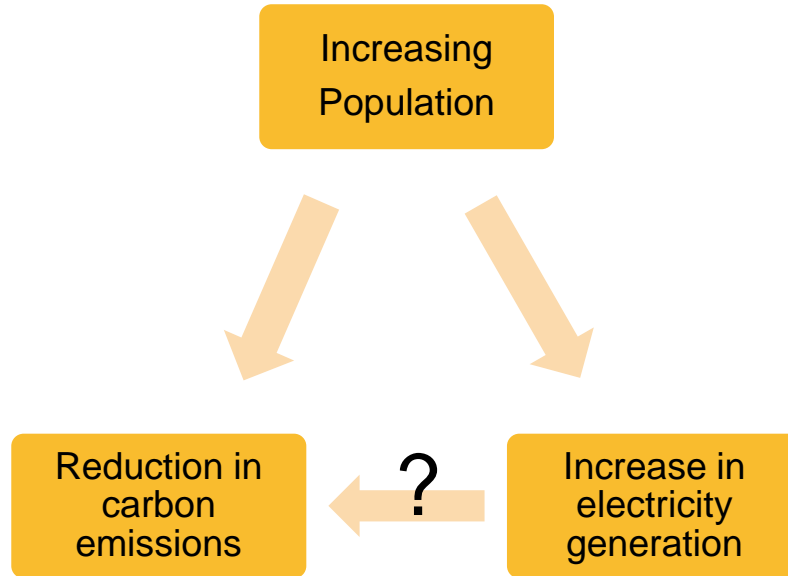 Increasing
Population
?
Reduction in
carbon
emissions
Increase in
electricity
generation